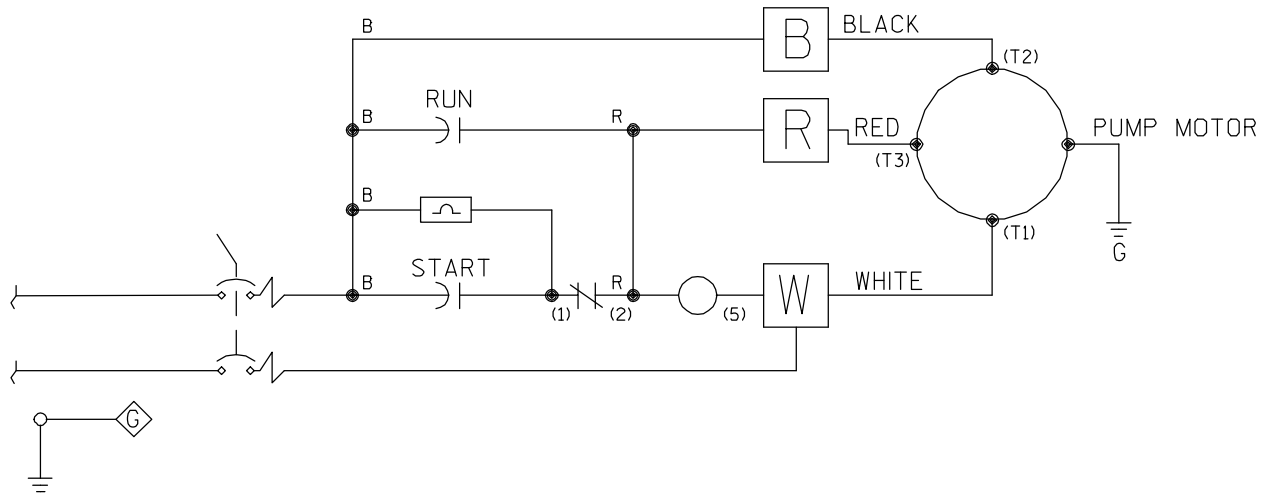 B
B BLACK
(T2)
RUN
B R
R RED
(T3)
PUMP MOTOR
B
(T1)
G
START
B R
(1) (2) (5)
W WHITE
G